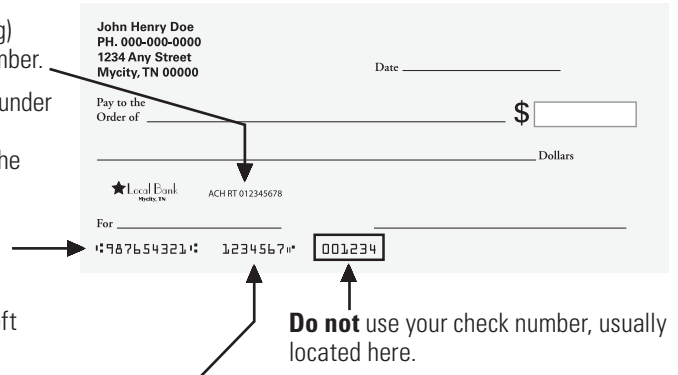 g)
mber.
under
he
ft
John Henry Doe
PH. 000-000-0000
1234 Any Street
Mycity, TN 00000
Date
Pay to the
Order of
$
Dollars
Local Bank
Mycity, TN
ACH RT 012345678
For
⑆987654321⑆ 1234567⑈ 001234
Do not use your check number, usually
located here.